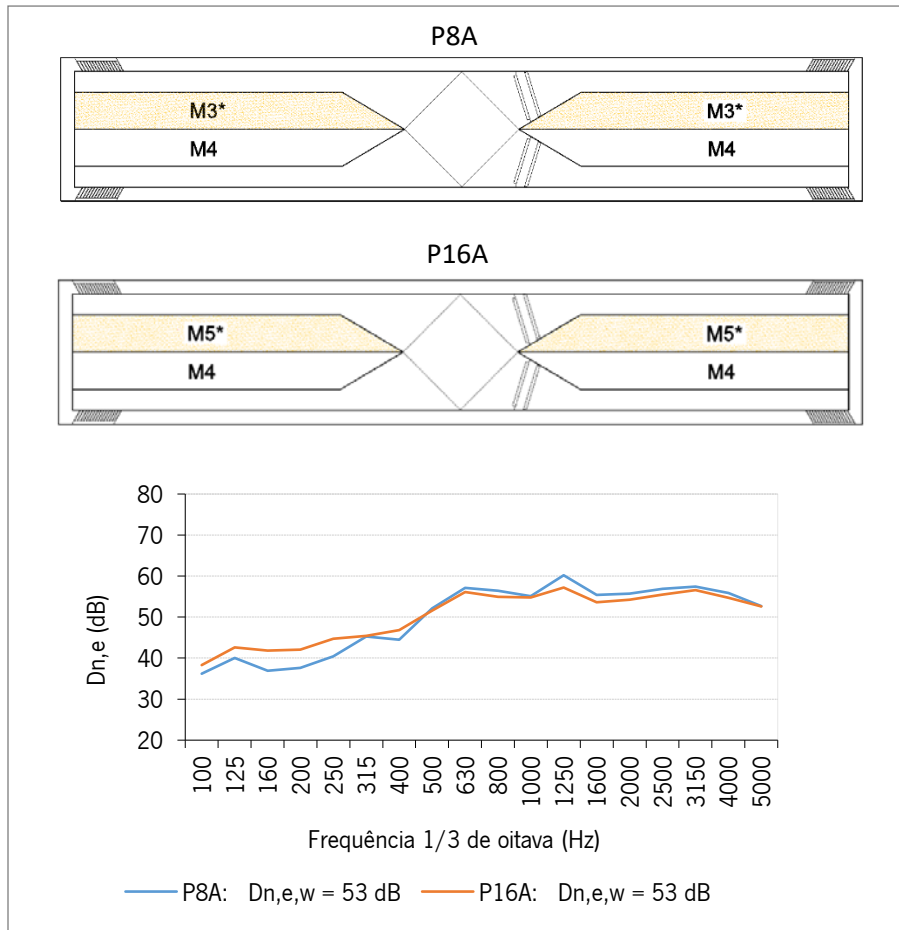 P8A
M3* M3*
M4 M4
P16A
M5* M5*
M4 M4
80
70
60
50
40
30
20
Dn,e (dB)
100 125 160 200 250 315 400 500 630 800 1000 1250 1600 2000 2500 3150 4000 5000
Frequência 1/3 de oitava (Hz)
P8A: Dn,e,w = 53 dB P16A: Dn,e,w = 53 dB